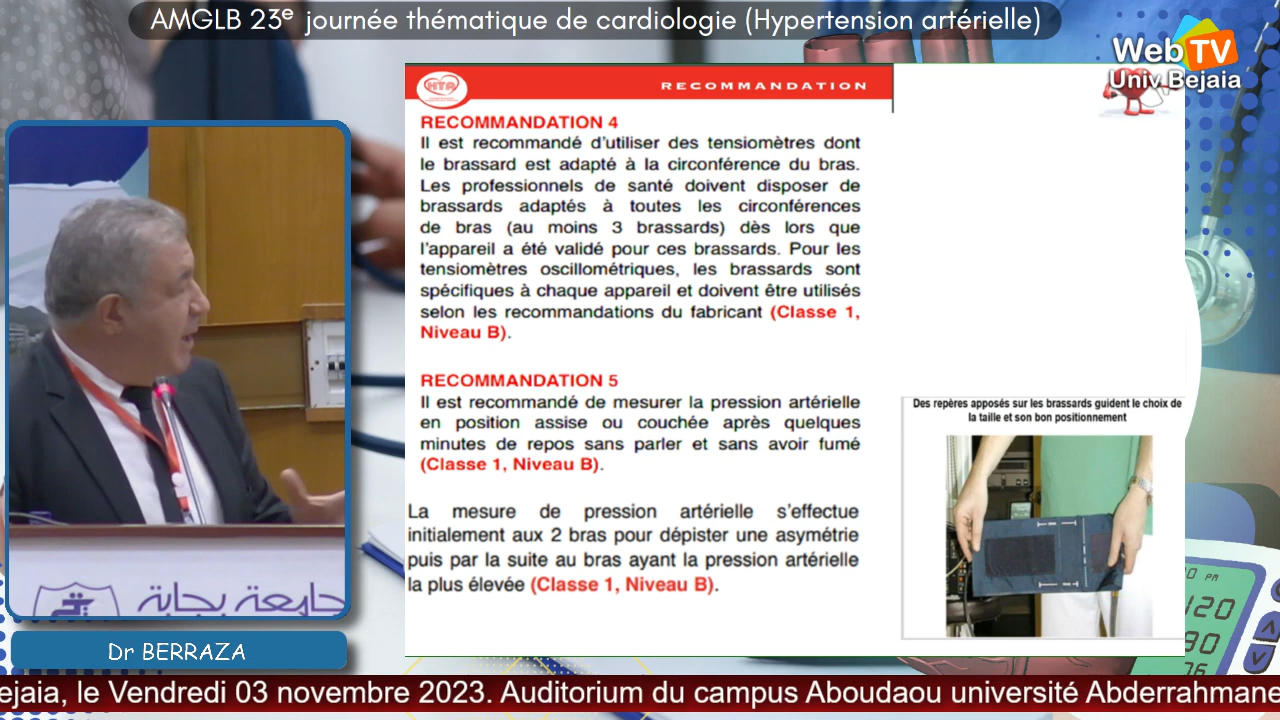 AMGLB 23e journée thématique de cardiologie (Hypertension artérielle)
WebTV
Univ.Bejaia
HTA
RECOMMANDATION
RECOMMANDATION 4
Il est recommandé d'utiliser des tensiomètres dont
le brassard est adapté à la circonférence du bras.
Les professionnels de santé doivent disposer de
brassards adaptés à toutes les circonférences
de bras (au moins 3 brassards) dès lors que
l'appareil a été validé pour ces brassards. Pour les
tensiomètres oscillométriques, les brassards sont
spécifiques à chaque appareil et doivent être utilisés
selon les recommandations du fabricant (Classe 1,
Niveau B).
RECOMMANDATION 5
Il est recommandé de mesurer la pression artérielle
en position assise ou couchée après quelques
minutes de repos sans parler et sans avoir fumé
(Classe 1, Niveau B).
La mesure de pression artérielle s'effectue
initialement aux 2 bras pour dépister une asymétrie
puis par la suite au bras ayant la pression artérielle
la plus élevée (Classe 1, Niveau B).
Des repères apposés sur les brassards guident le choix de
la taille et son bon positionnement
PM
120
80
76
جامعة بجاية
Dr BERRAZA
ejaia, le Vendredi 03 novembre 2023. Auditorium du campus Aboudaou université Abderrahmane